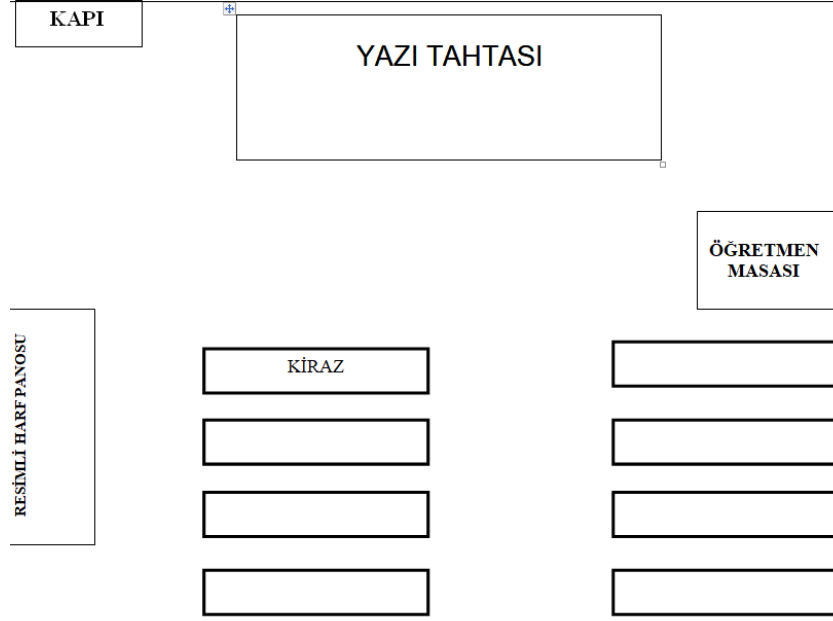 KAPI
YAZI TAHTASI
ÖĞRETMEN
MASASI
RESİMLİ HARF PANOSU
KİRAZ